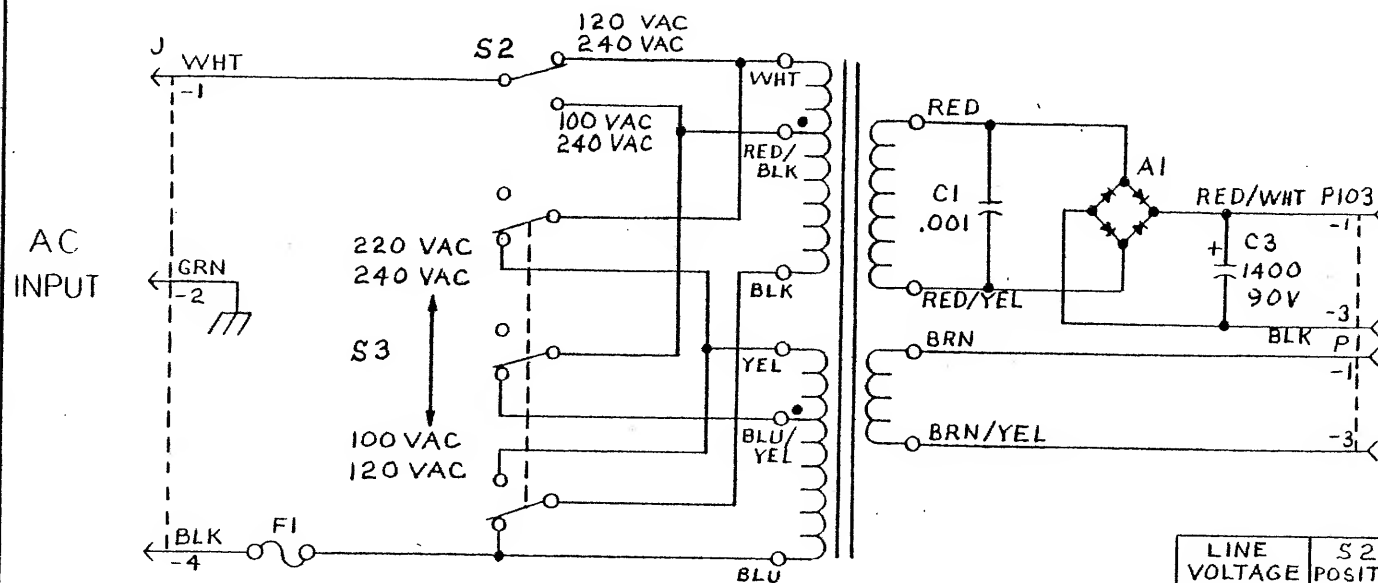 120 VAC
240 VAC
J
WHT
-1
S2
WHT
100 VAC
240 VAC
RED/
BLK
RED
C1
.001
A1
RED/WHT P103
-1
+ C3
1400
90V
-3
AC
INPUT
GRN
-2
220 VAC
240 VAC
BLK
RED/YEL
BLK P
S3
YEL
BRN
-1
100 VAC
120 VAC
BLU/
YEL
BRN/YEL
-3
BLK
-4
F1
BLU
LINE
VOLTAGE
S2
POSIT